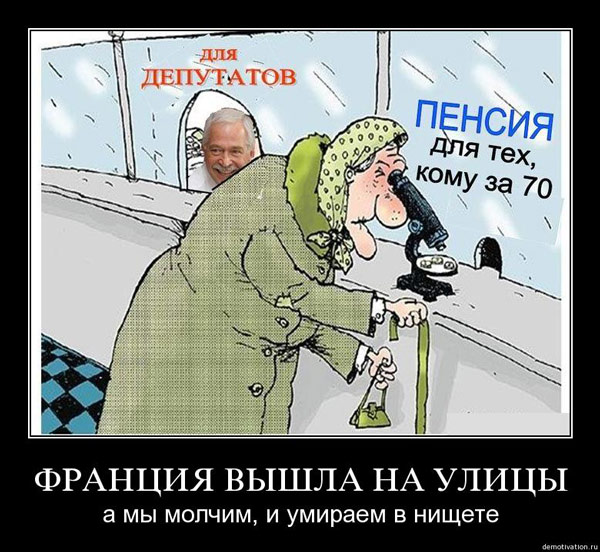 для
ДЕПУТАТОВ
ПЕНСИЯ
для тех,
кому за 70
ФРАНЦИЯ ВЫШЛА НА УЛИЦЫ
а мы молчим, и умираем в нищете
demotivation.ru